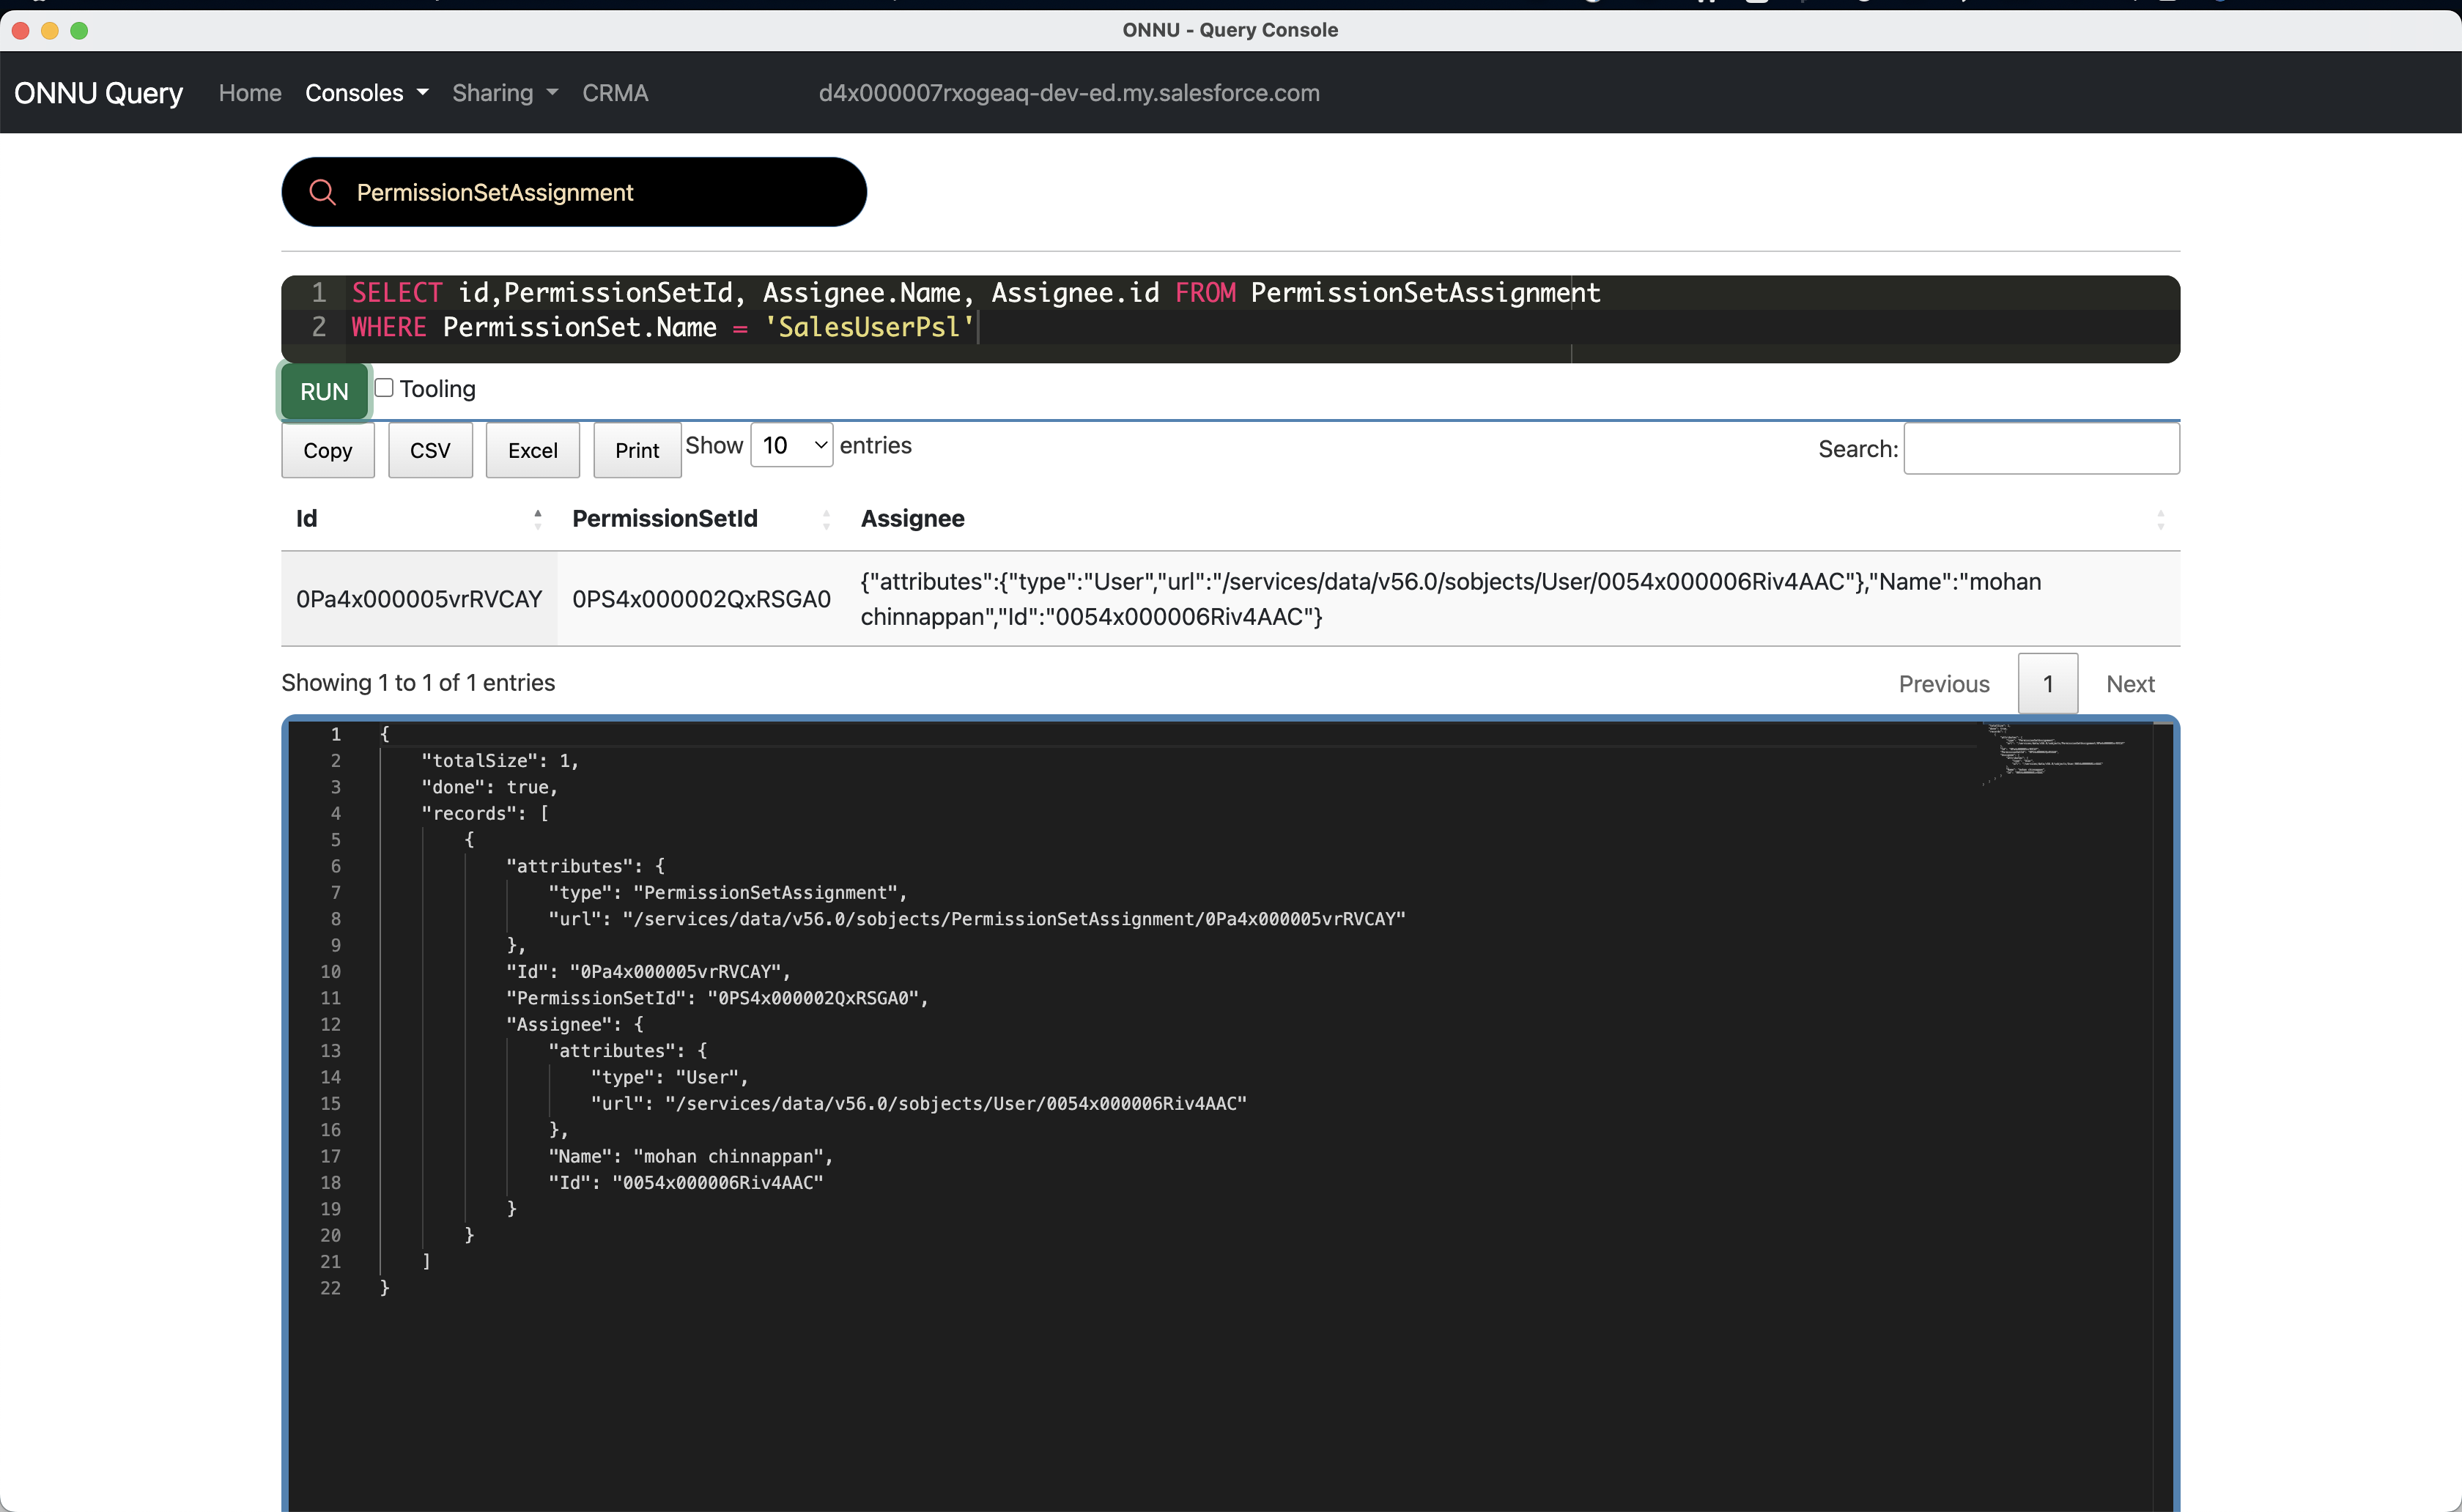 ONNU - Query Console
ONNU Query Home Consoles Sharing CRMA d4x000007rxogeaq-dev-ed.my.salesforce.com
PermissionSetAssignment
1 SELECT id,PermissionSetId, Assignee.Name, Assignee.id FROM PermissionSetAssignment
2 WHERE PermissionSet.Name = 'SalesUserPsl'
RUN Tooling
Copy CSV Excel Print Show 10 entries Search:
Id PermissionSetId Assignee
0Pa4x000005vrRVCAY 0PS4x000002QxRSGA0 {"attributes":{"type":"User","url":"/services/data/v56.0/sobjects/User/0054x000006Riv4AAC"},"Name":"mohan
chinnappan","Id":"0054x000006Riv4AAC"}
Showing 1 to 1 of 1 entries Previous 1 Next
1 {
2 "totalSize": 1,
3 "done": true,
4 "records": [
5 {
6 "attributes": {
7 "type": "PermissionSetAssignment",
8 "url": "/services/data/v56.0/sobjects/PermissionSetAssignment/0Pa4x000005vrRVCAY"
9 },
10 "Id": "0Pa4x000005vrRVCAY",
11 "PermissionSetId": "0PS4x000002QxRSGA0",
12 "Assignee": {
13 "attributes": {
14 "type": "User",
15 "url": "/services/data/v56.0/sobjects/User/0054x000006Riv4AAC"
16 },
17 "Name": "mohan chinnappan",
18 "Id": "0054x000006Riv4AAC"
19 }
20 }
21 ]
22 }